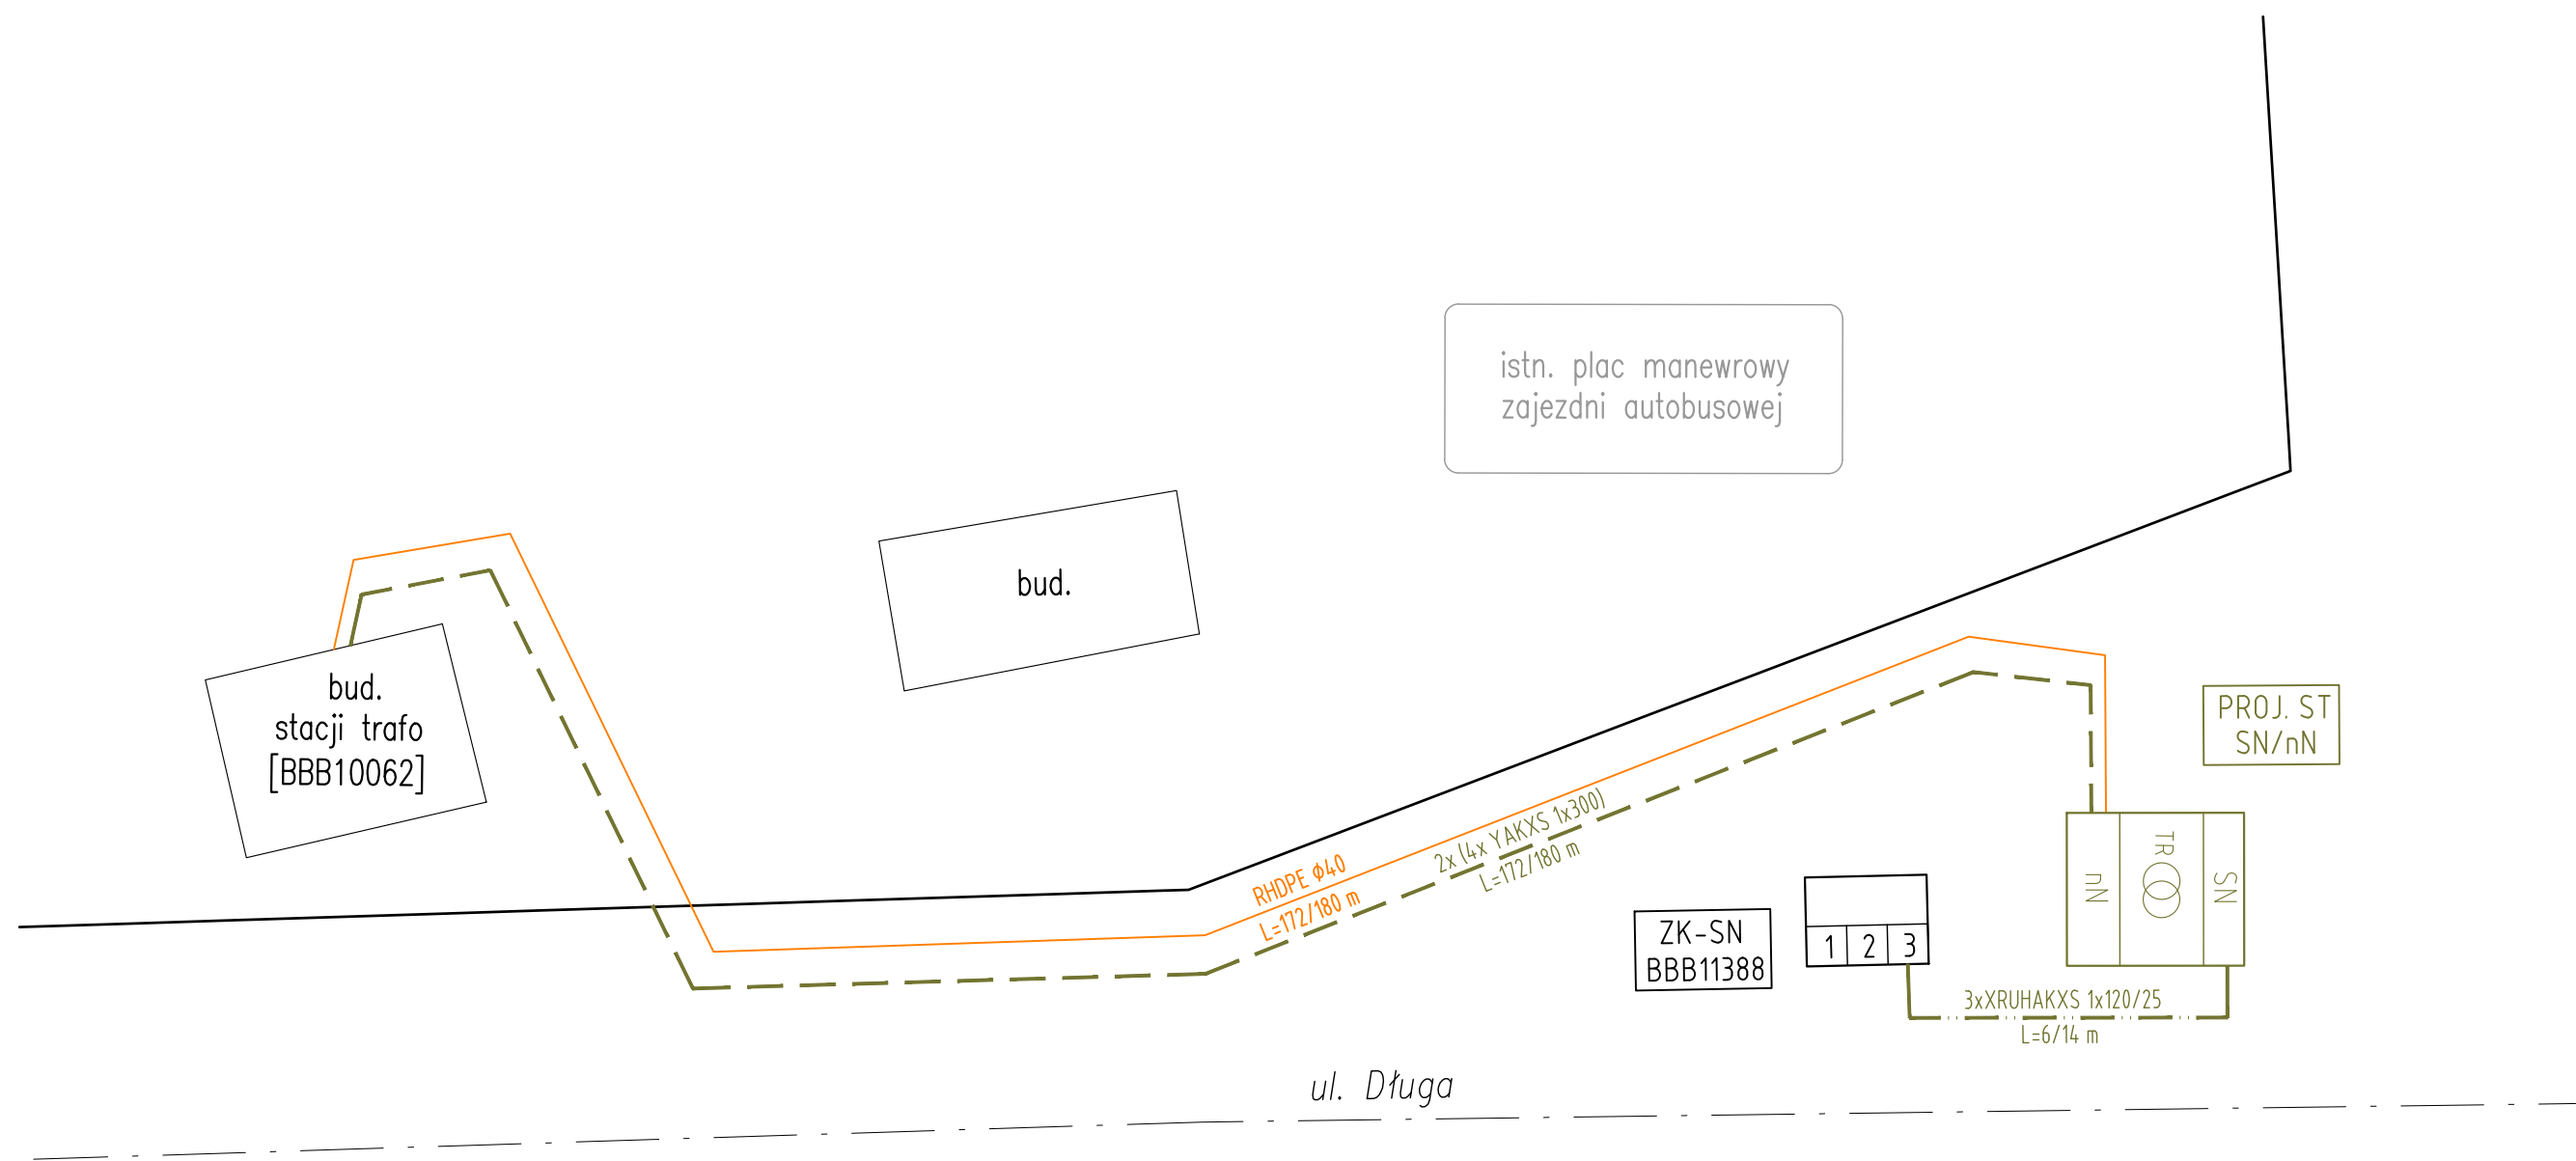 istn. plac manewrowy
zajezdni autobusowej
bud.
bud.
stacji trafo
[BBB10062]
PROJ. ST
SN/nN
RHDPE Φ40
L=172/180 m
2x (4x YAKXS 1x300)
L=172/180 m
nN
TR
SN
ZK-SN
BBB11388
1 2 3
3xXRUHAKXS 1x120/25
L=6/14 m
ul. Długa